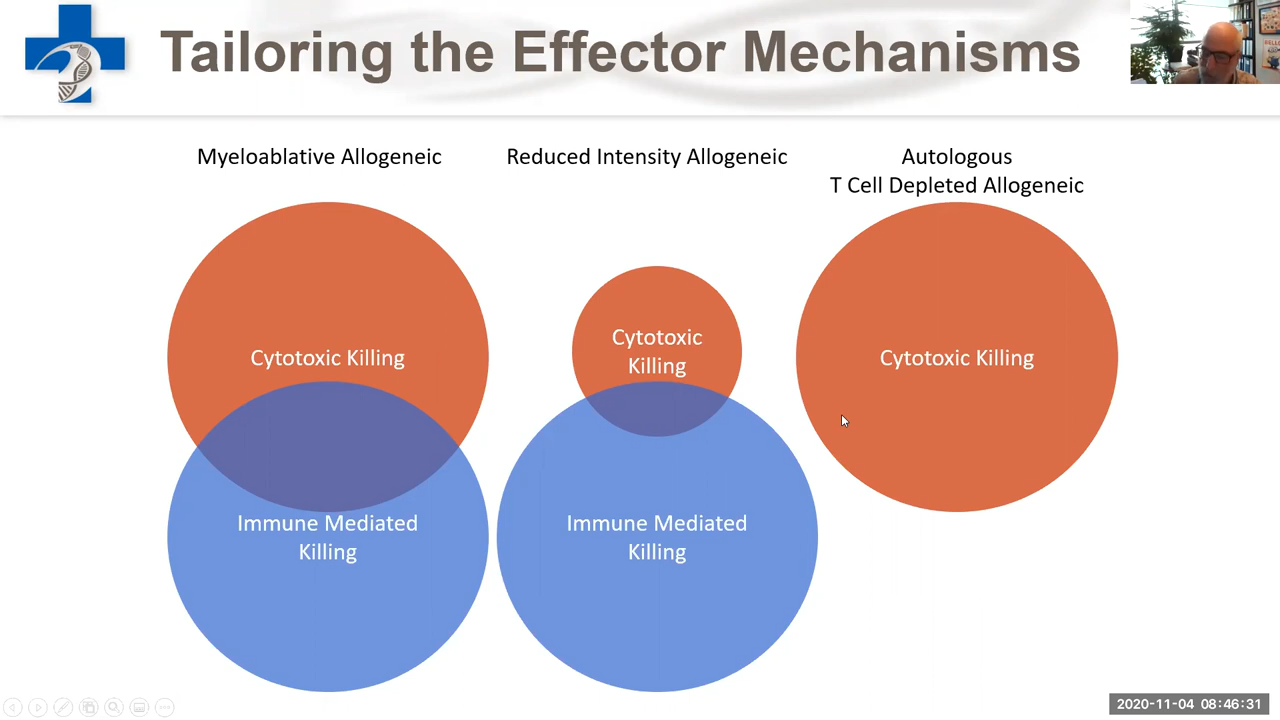 Tailoring the Effector Mechanisms
Myeloablative Allogeneic
Reduced Intensity Allogeneic
Autologous
T Cell Depleted Allogeneic
Cytotoxic Killing
Immune Mediated
Killing
Cytotoxic
Killing
Immune Mediated
Killing
Cytotoxic Killing
2020-11-04 08:46:31